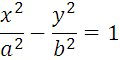 x²/a² - y²/b² = 1